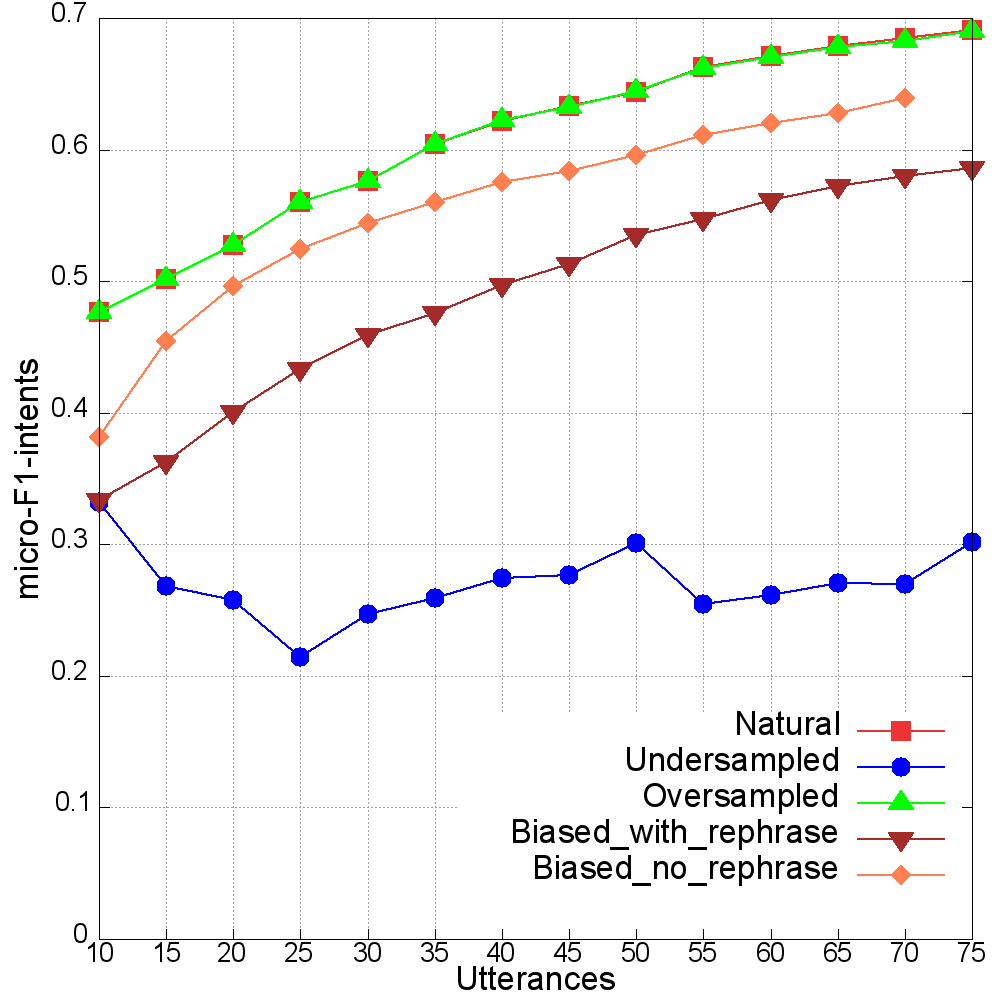 0.7
0.6
0.5
0.4
0.3
0.2
0.1
0
micro-F1-intents
Natural
Undersampled
Oversampled
Biased_with_rephrase
Biased_no_rephrase
10 15 20 25 30 35 40 45 50 55 60 65 70 75
Utterances